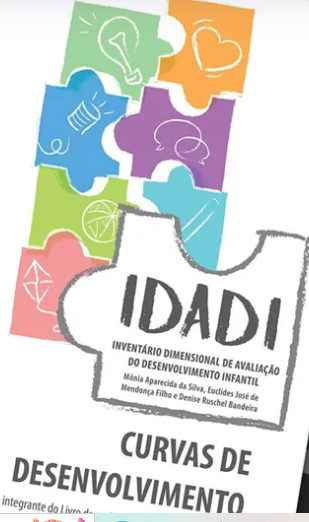 IDADI
INVENTÁRIO DIMENSIONAL DE AVALIAÇÃO
DO DESENVOLVIMENTO INFANTIL
Mônia Aparecida da Silva, Euclides José de
Mendonça Filho e Denise Ruschel Bandeira
CURVAS DE
DESENVOLVIMENTO
integrante do Livro de